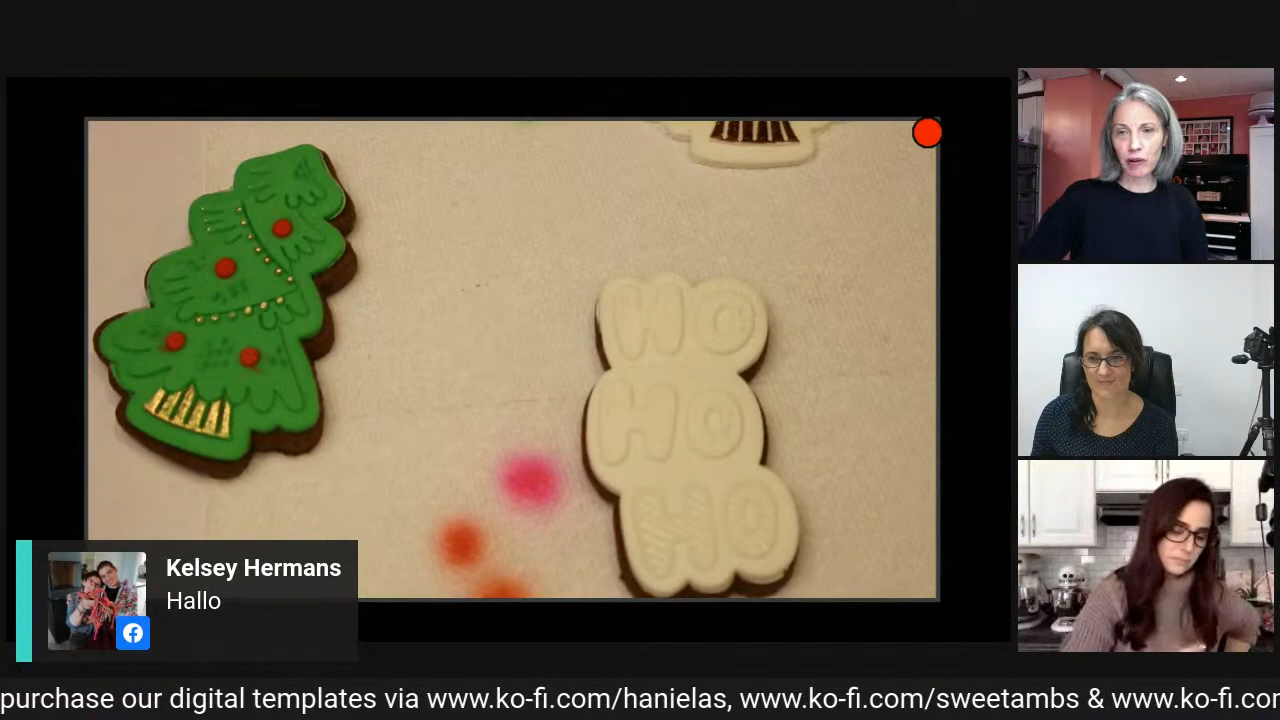 HO
HO
HO
Kelsey Hermans
Hallo
purchase our digital templates via www.ko-fi.com/hanielas, www.ko-fi.com/sweetambs & www.ko-fi.co